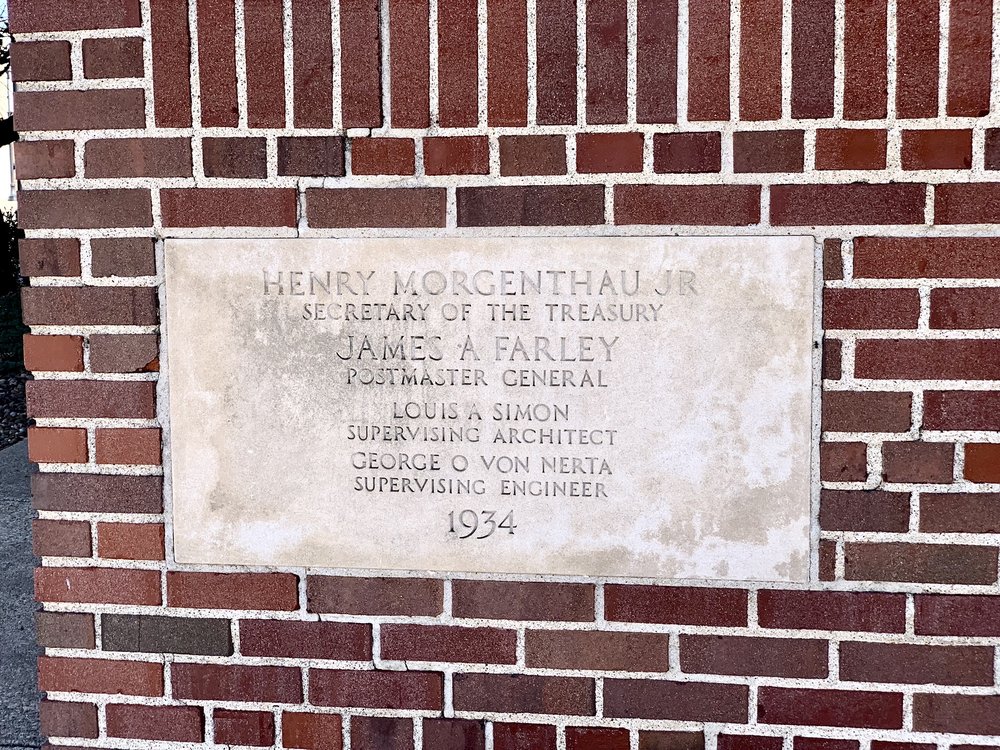 HENRY MORGENTHAU JR
SECRETARY OF THE TREASURY
JAMES A FARLEY
POSTMASTER GENERAL
LOUIS A SIMON
SUPERVISING ARCHITECT
GEORGE O VON NERTA
SUPERVISING ENGINEER
1934